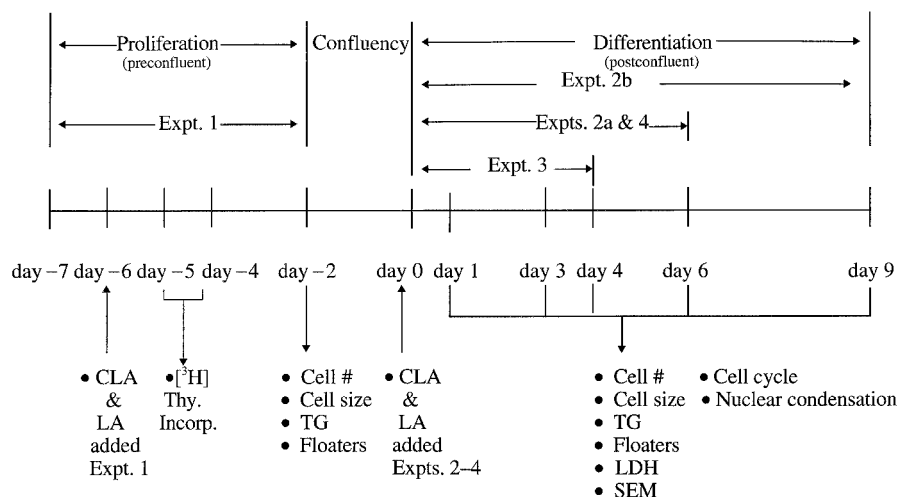 Proliferation
(preconfluent)
Confluency
Differentiation
(postconfluent)
Expt. 2b
Expt. 1
Expts. 2a & 4
Expt. 3
day –7 day –6 day –5 day –4 day –2 day 0 day 1 day 3 day 4 day 6 day 9
• CLA
&
LA
added
Expt. 1
•[³H]
Thy.
Incorp.
• Cell #
• Cell size
• TG
• Floaters
• CLA
&
LA
added
Expts. 2–4
• Cell #
• Cell size
• TG
• Floaters
• LDH
• SEM
• Cell cycle
• Nuclear condensation